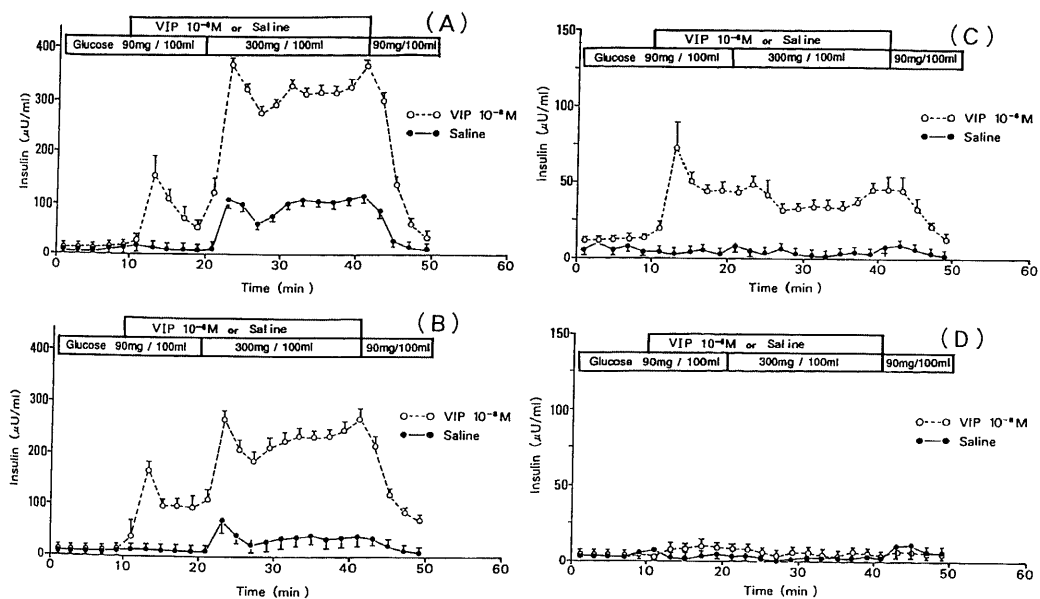 (A)
VIP 10⁻⁸M or Saline
Glucose 90mg / 100ml 300mg / 100ml 90mg/100ml
400
300
200
100
0
Insulin (μU/ml)
VIP 10⁻⁸M
Saline
0 10 20 30 40 50 60
Time (min)
(C)
VIP 10⁻⁸M or Saline
Glucose 90mg / 100ml 300mg / 100ml 90mg/100ml
150
100
50
0
Insulin (μU/ml)
VIP 10⁻⁸M
Saline
0 10 20 30 40 50 60
Time (min)
(B)
VIP 10⁻⁸M or Saline
Glucose 90mg / 100ml 300mg / 100ml 90mg/100ml
400
300
200
100
0
Insulin (μU/ml)
VIP 10⁻⁸M
Saline
0 10 20 30 40 50 60
Time (min)
(D)
VIP 10⁻⁸M or Saline
Glucose 90mg / 100ml 300mg / 100ml 90mg/100ml
150
100
50
0
Insulin (μU/ml)
VIP 10⁻⁸M
Saline
0 10 20 30 40 50 60
Time (min)